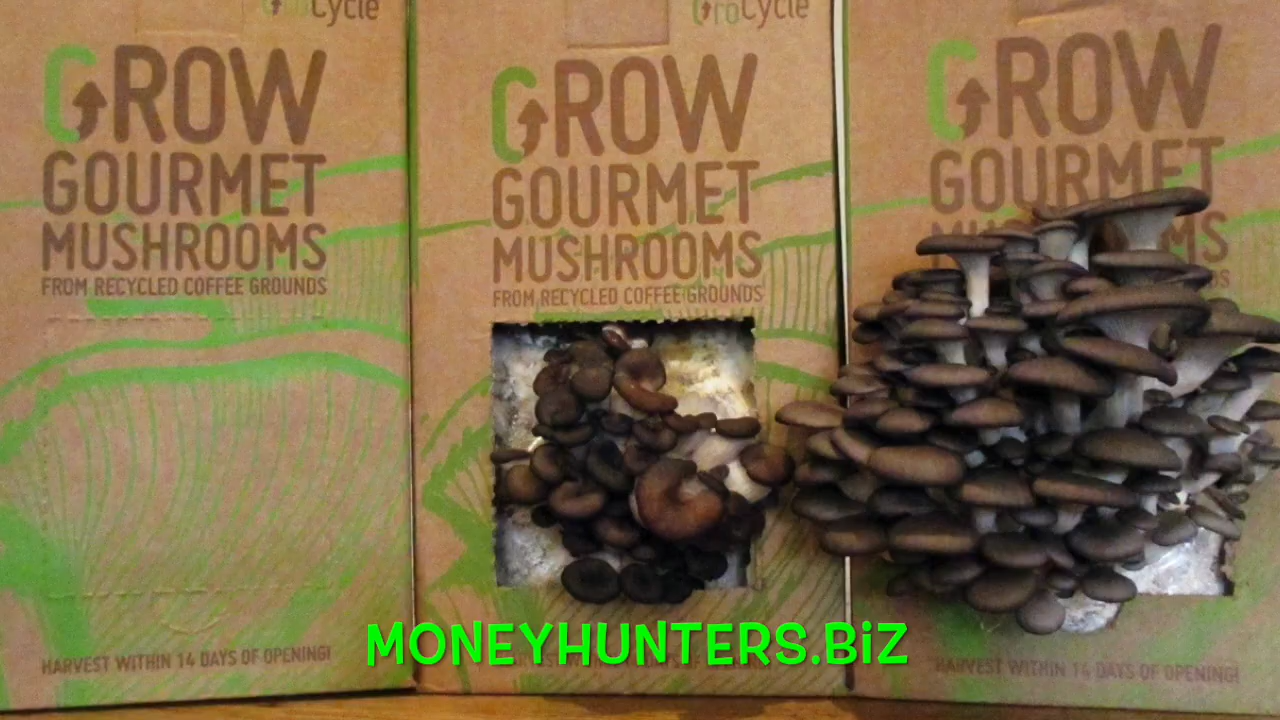 GroCycle
GROW
GOURMET
MUSHROOMS
FROM RECYCLED COFFEE GROUNDS
HARVEST WITHIN 14 DAYS OF OPENING!
GroCycle
GROW
GOURMET
MUSHROOMS
FROM RECYCLED COFFEE GROUNDS
GroCycle
GROW
GOURMET
HARVEST WITHIN 14 DAYS OF OPENING!
MONEYHUNTERS.BiZ